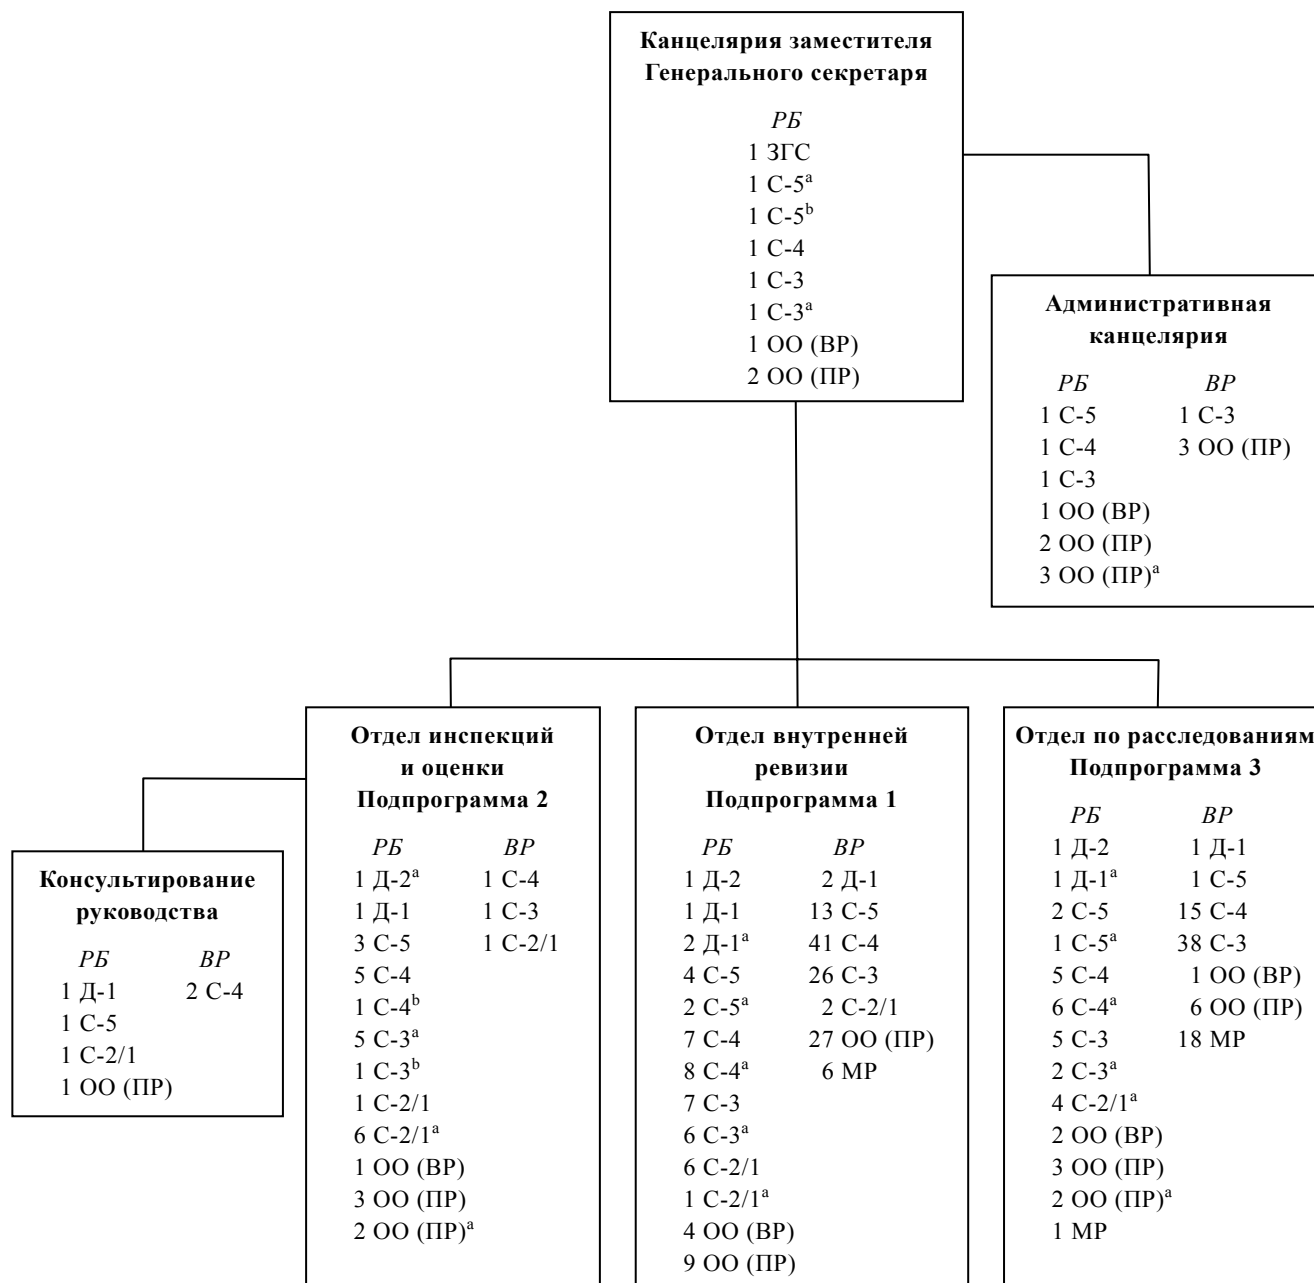 Канцелярия заместителя
Генерального секретаря
РБ
1 ЗГС
1 С-5ᵃ
1 С-5ᵇ
1 С-4
1 С-3
1 С-3ᵃ
1 ОО (ВР)
2 ОО (ПР)
Административная
канцелярия
РБ ВР
1 С-5 1 С-3
1 С-4 3 ОО (ПР)
1 С-3
1 ОО (ВР)
2 ОО (ПР)
3 ОО (ПР)ᵃ
Консультирование
руководства
РБ ВР
1 Д-1 2 С-4
1 С-5
1 С-2/1
1 ОО (ПР)
Отдел инспекций
и оценки
Подпрограмма 2
РБ ВР
1 Д-2ᵃ 1 С-4
1 Д-1 1 С-3
3 С-5 1 С-2/1
5 С-4
1 С-4ᵇ
5 С-3ᵃ
1 С-3ᵇ
1 С-2/1
6 С-2/1ᵃ
1 ОО (ВР)
3 ОО (ПР)
2 ОО (ПР)ᵃ
Отдел внутренней
ревизии
Подпрограмма 1
РБ ВР
1 Д-2 2 Д-1
1 Д-1 13 С-5
2 Д-1ᵃ 41 С-4
4 С-5 26 С-3
2 С-5ᵃ 2 С-2/1
7 С-4 27 ОО (ПР)
8 С-4ᵃ 6 МР
7 С-3
6 С-3ᵃ
6 С-2/1
1 С-2/1ᵃ
4 ОО (ВР)
9 ОО (ПР)
Отдел по расследованиям
Подпрограмма 3
РБ ВР
1 Д-2 1 Д-1
1 Д-1ᵃ 1 С-5
2 С-5 15 С-4
1 С-5ᵃ 38 С-3
5 С-4 1 ОО (ВР)
6 С-4ᵃ 6 ОО (ПР)
5 С-3 18 МР
2 С-3ᵃ
4 С-2/1ᵃ
2 ОО (ВР)
3 ОО (ПР)
2 ОО (ПР)ᵃ
1 МР